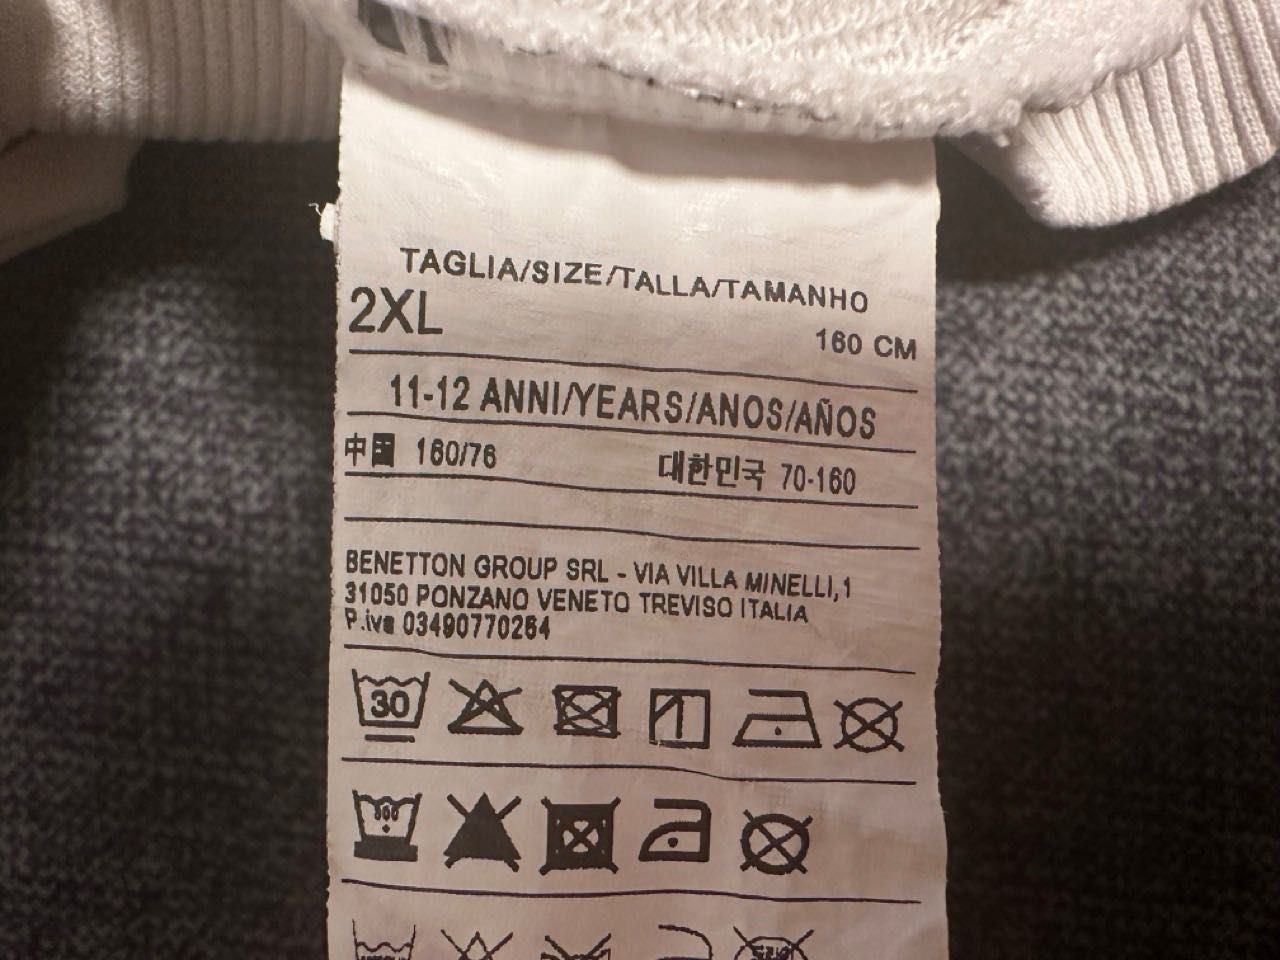 TAGLIA/SIZE/TALLA/TAMANHO
2XL 160 CM
11-12 ANNI/YEARS/ANOS/AÑOS
中国 160/76 대한민국 70-160
BENETTON GROUP SRL - VIA VILLA MINELLI,1
31050 PONZANO VENETO TREVISO ITALIA
P.iva 03490770264
30